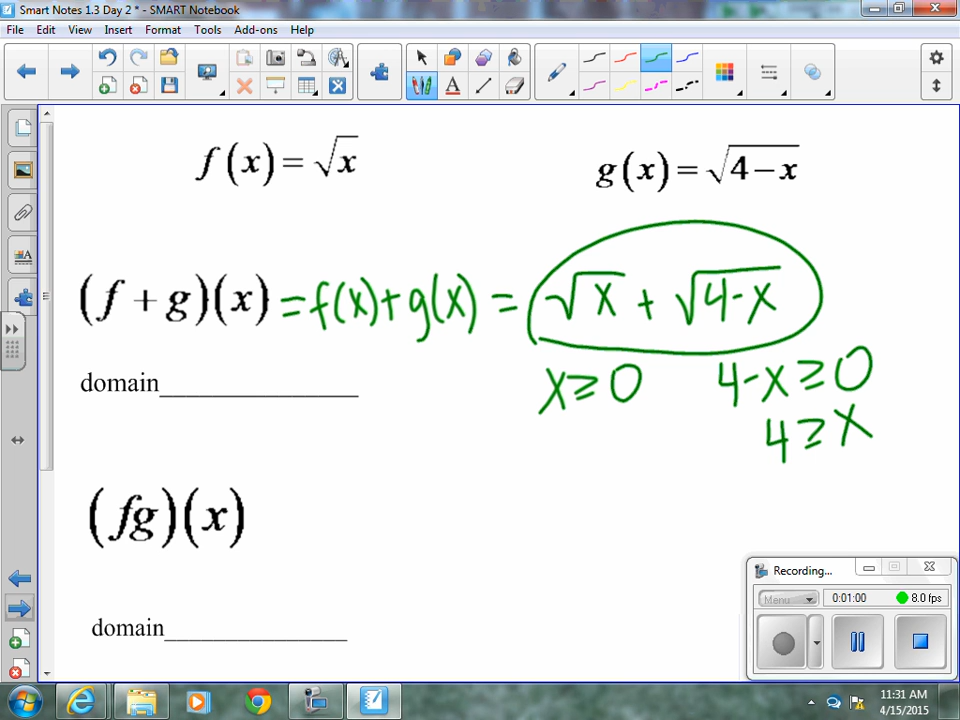 Smart Notes 1.3 Day 2 * - SMART Notebook
File Edit View Insert Format Tools Add-ons Help
f(x) = √x
g(x) = √(4−x)
(f + g)(x) = f(x)+g(x) = √x + √(4-x)
x≥0 4-x≥0
domain_______________
4≥x
(fg)(x)
Recording...
Menu 0:01:00 8.0 fps
domain______________
11:31 AM
4/15/2015